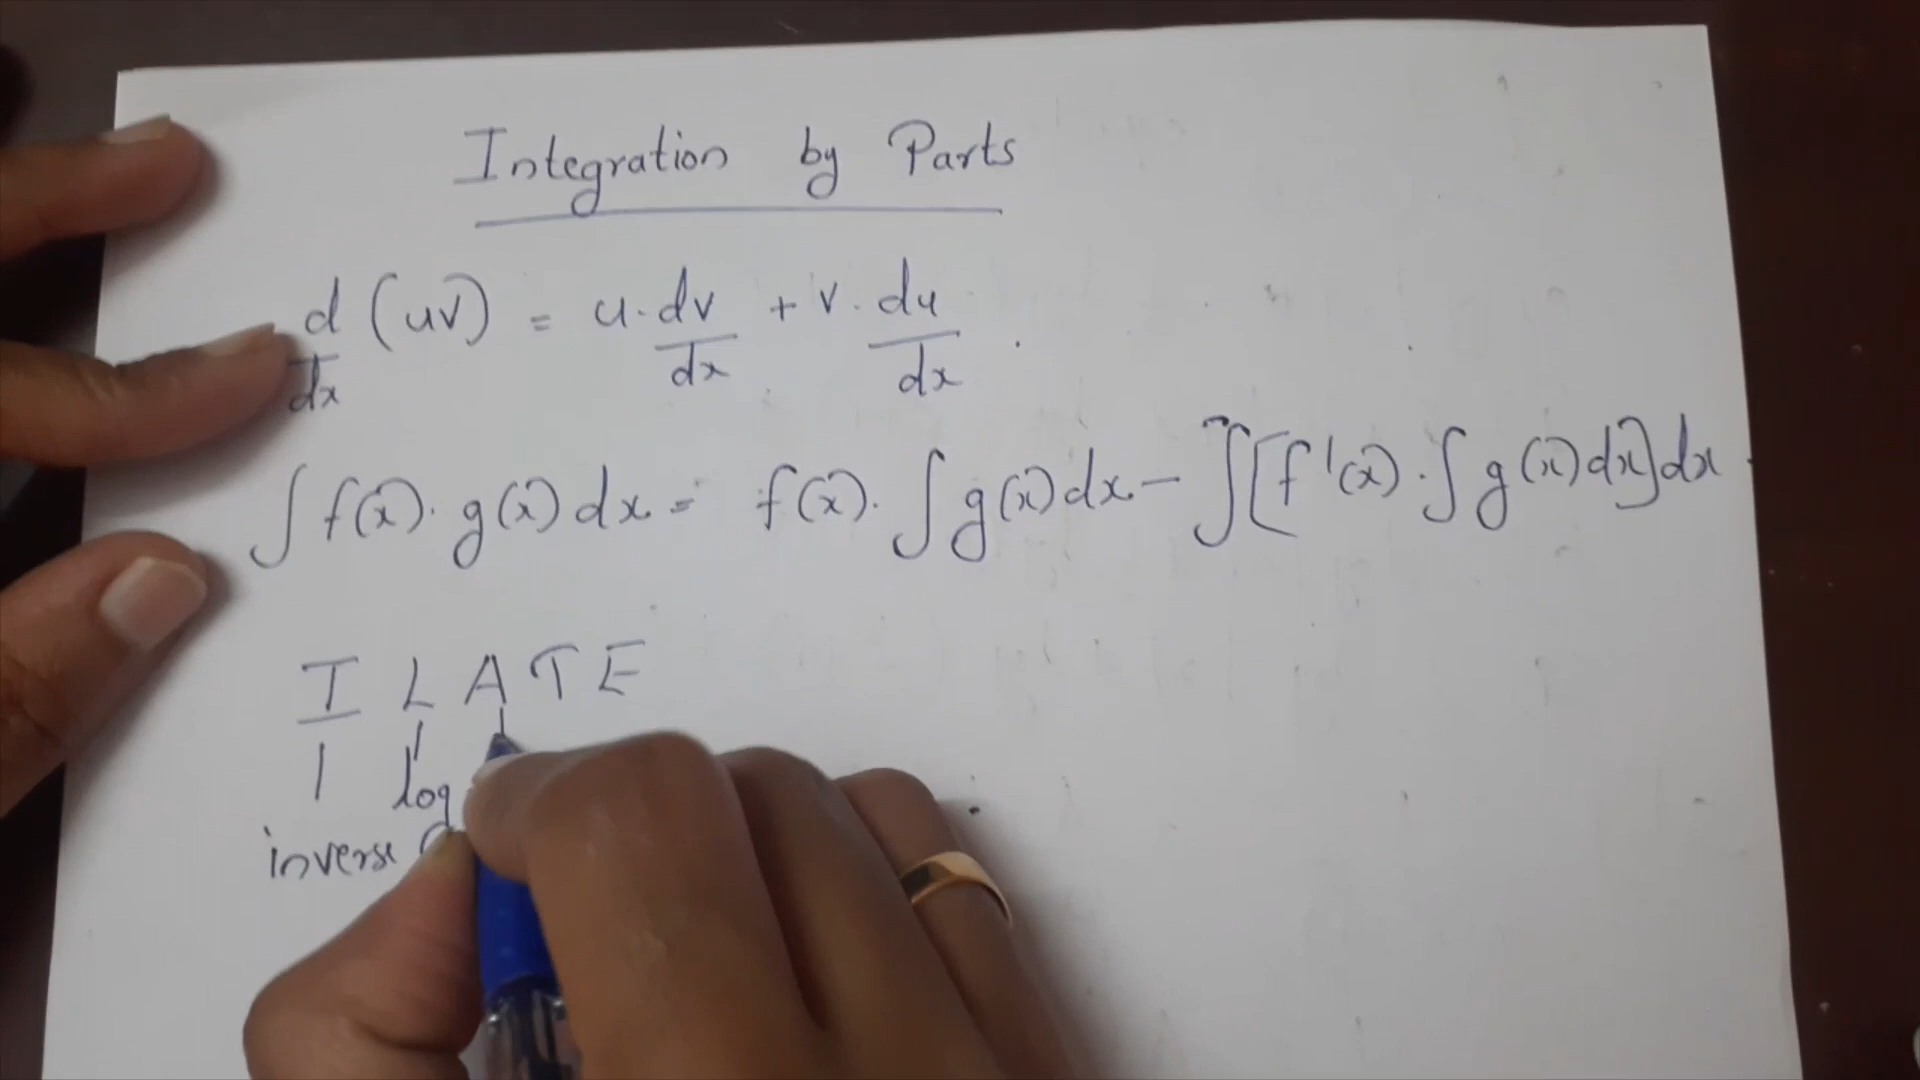 Integration by Parts
d/dx (uv) = u. dv/dx + v. du/dx .
∫ f(x). g(x) dx = f(x). ∫ g(x) dx - ∫ [f'(x). ∫ g(x) dx] dx
I L A T E
log
inverse